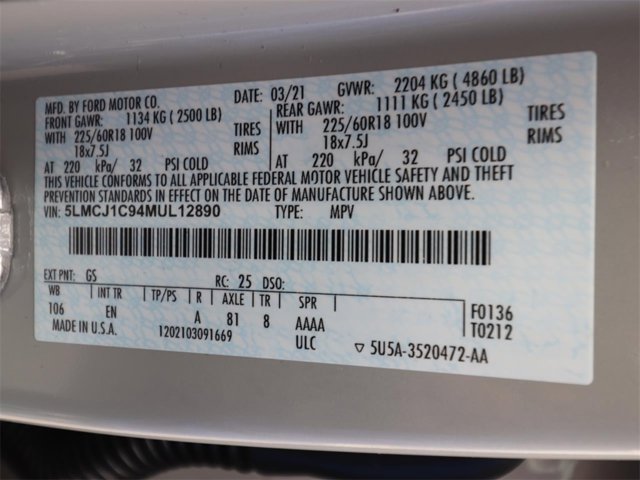 MFD. BY FORD MOTOR CO. DATE: 03/21 GVWR: 2204 KG ( 4860 LB)
FRONT GAWR: 1134 KG ( 2500 LB) REAR GAWR: 1111 KG ( 2450 LB)
WITH 225/60R18 100V TIRES WITH 225/60R18 100V TIRES
18x7.5J RIMS 18x7.5J RIMS
AT 220 kPa/ 32 PSI COLD AT 220 kPa/ 32 PSI COLD
THIS VEHICLE CONFORMS TO ALL APPLICABLE FEDERAL MOTOR VEHICLE SAFETY AND THEFT
PREVENTION STANDARDS IN EFFECT ON THE DATE OF MANUFACTURE SHOWN ABOVE.
VIN: 5LMCJ1C94MUL12890 TYPE: MPV
EXT PNT: GS RC: 25 DSO:
WB INT TR TP/PS R AXLE TR SPR F0136
106 EN A 81 8 AAAA T0212
MADE IN U.S.A. 1202103091669 ULC ▽ 5U5A-3520472-AA